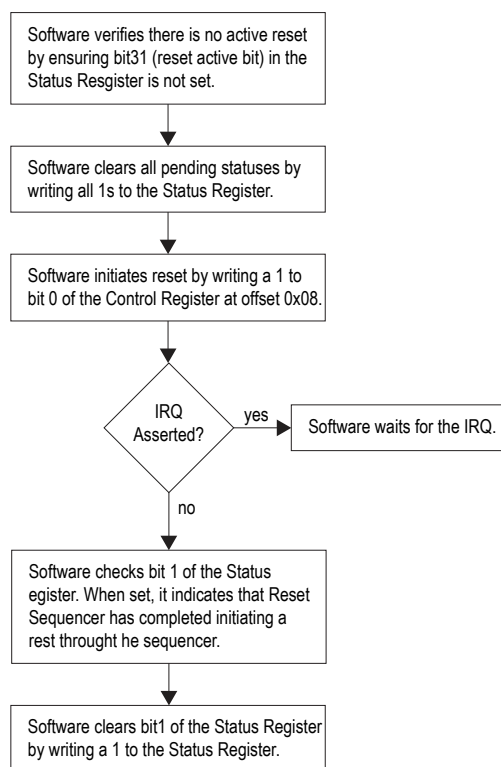 Software verifies there is no active reset
by ensuring bit31 (reset active bit) in the
Status Resgister is not set.
Software clears all pending statuses by
writing all 1s to the Status Register.
Software initiates reset by writing a 1 to
bit 0 of the Control Register at offset 0x08.
IRQ
Asserted?
yes
Software waits for the IRQ.
no
Software checks bit 1 of the Status
egister. When set, it indicates that Reset
Sequencer has completed initiating a
rest throught he sequencer.
Software clears bit1 of the Status Register
by writing a 1 to the Status Register.